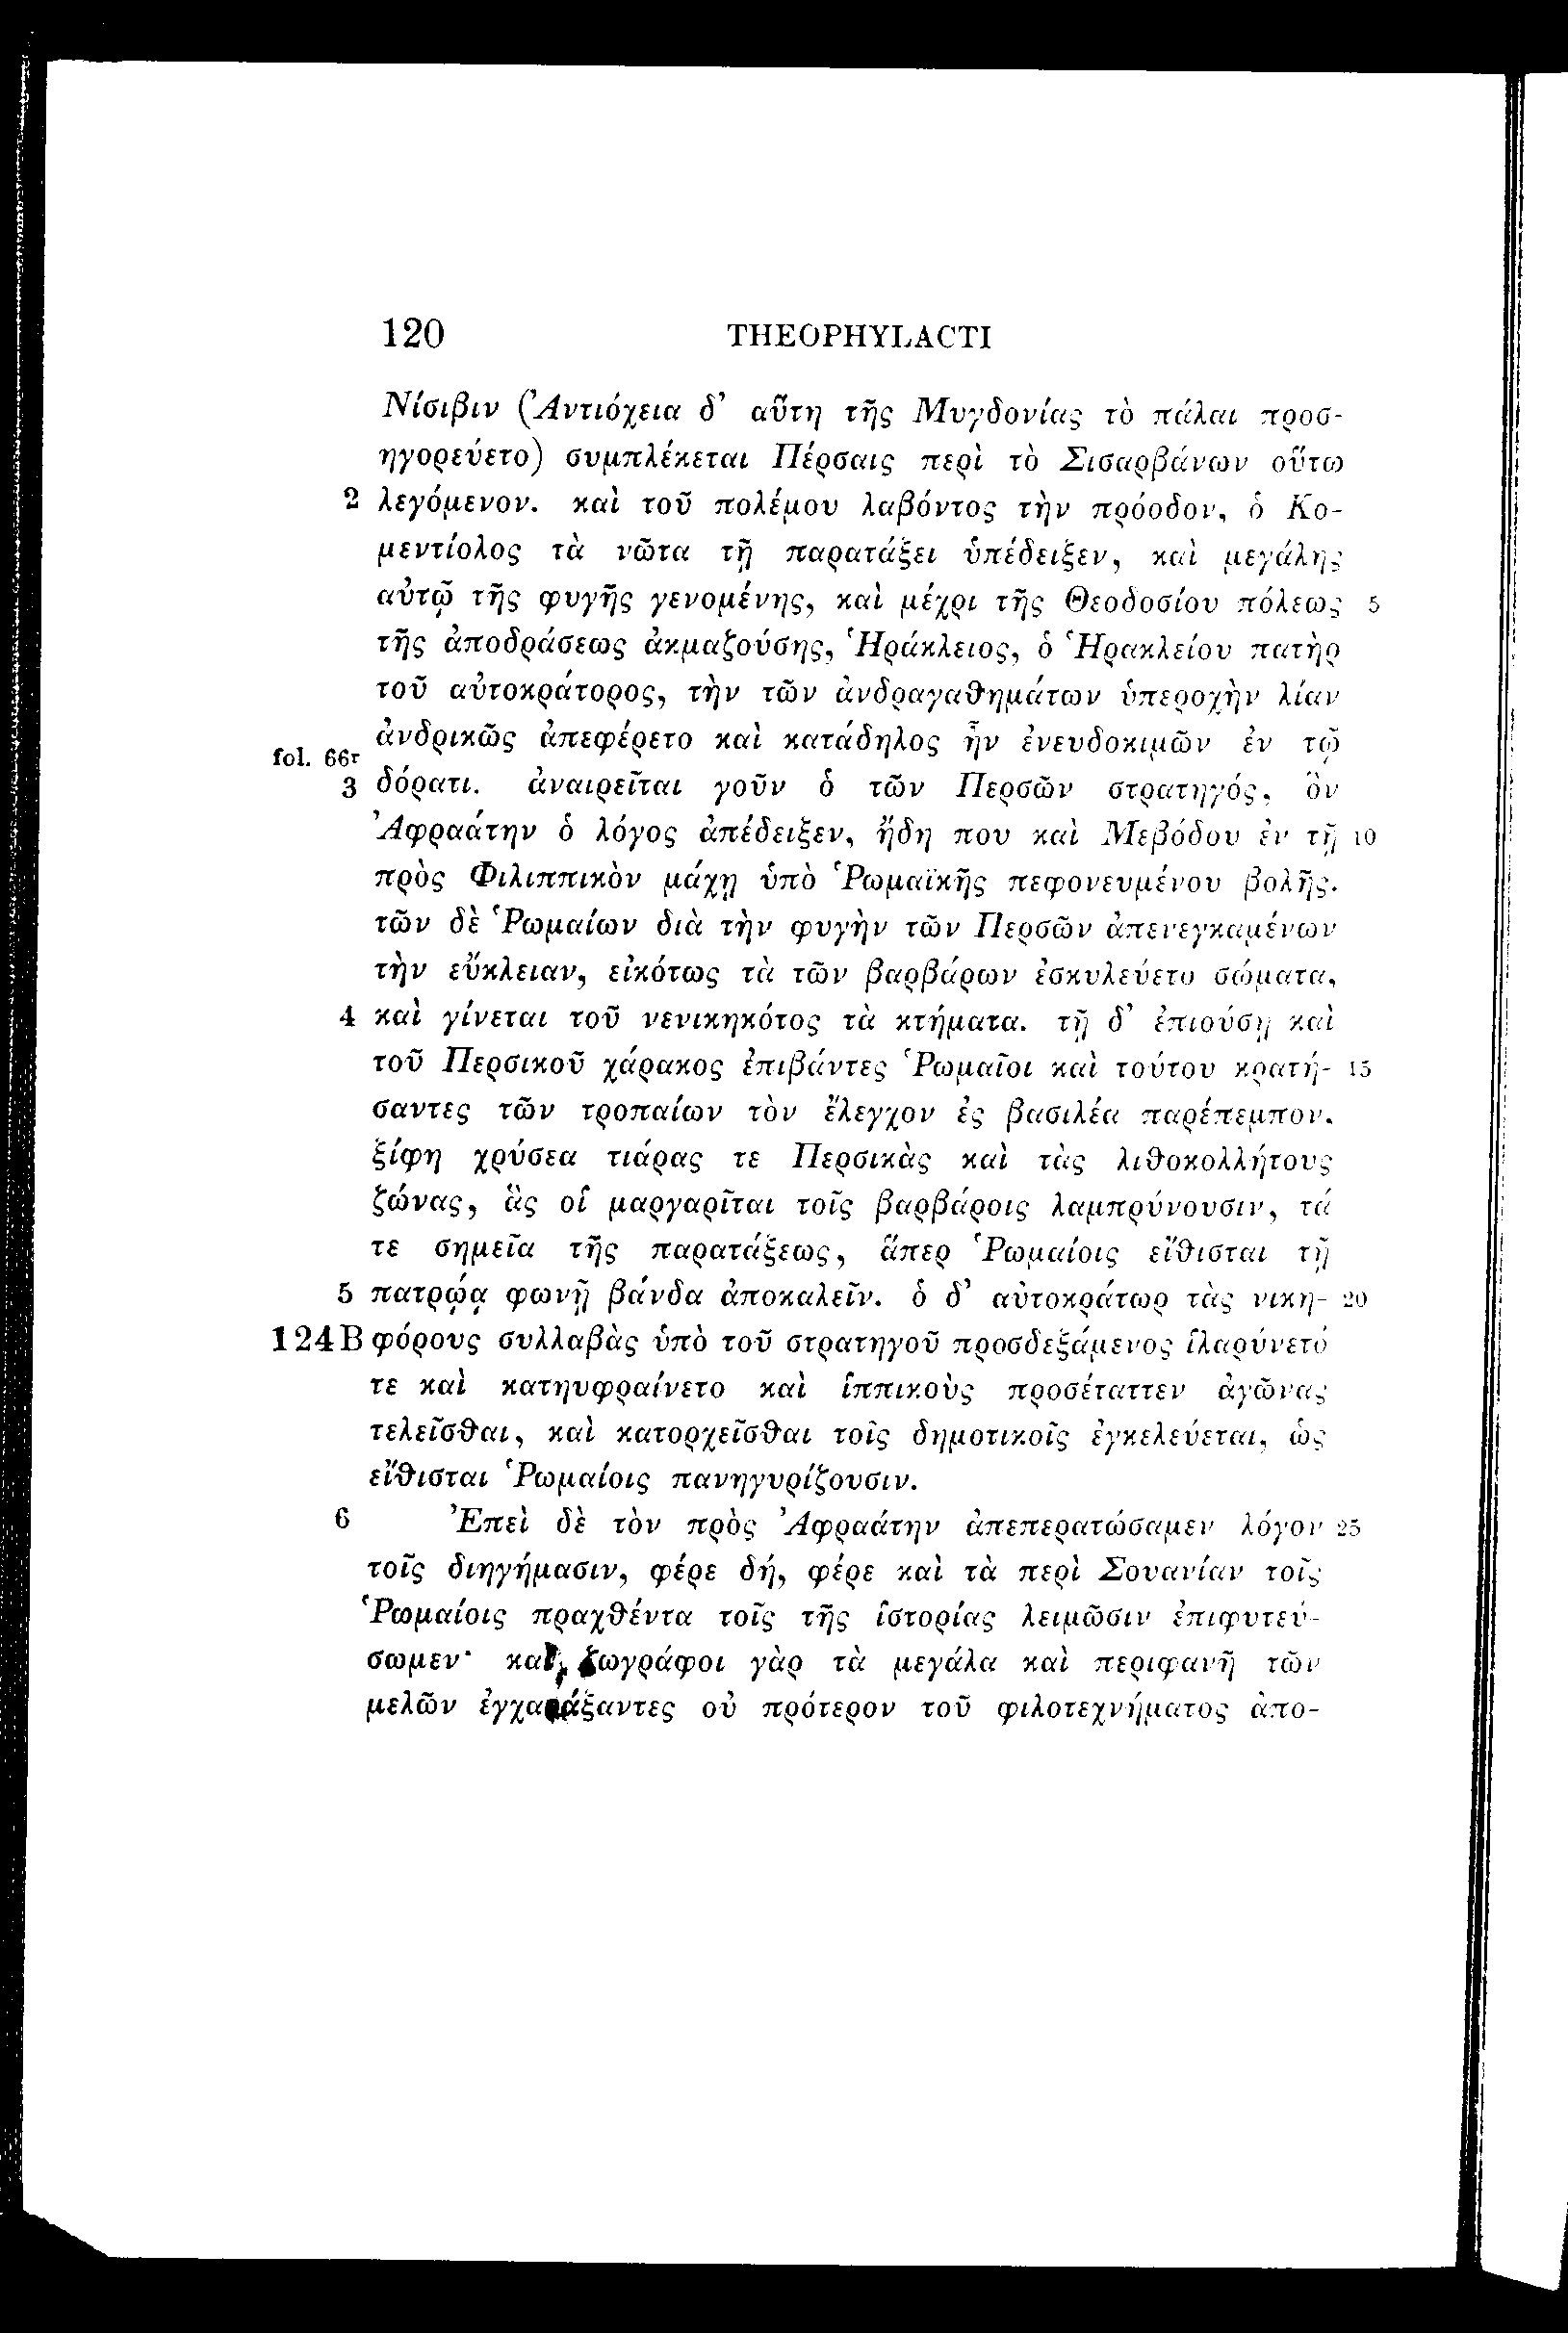 120 THEOPHYLACTI
Νίσιβιν (Ἀντιόχεια δ’ αὕτη τῆς Μυγδονίας τὸ πάλαι προσ-
ηγορεύετο) συμπλέκεται Πέρσαις περὶ τὸ Σισαρβάνων οὕτω
2 λεγόμενον. καὶ τοῦ πολέμου λαβόντος τὴν πρόοδον, ὁ Κο-
μεντίολος τὰ νῶτα τῇ παρατάξει ὑπέδειξεν, καὶ μεγάλης
αὐτῷ τῆς φυγῆς γενομένης, καὶ μέχρι τῆς Θεοδοσίου πόλεως 5
τῆς ἀποδράσεως ἀκμαζούσης, Ἡράκλειος, ὁ Ἡρακλείου πατὴρ
τοῦ αὐτοκράτορος, τὴν τῶν ἀνδραγαθημάτων ὑπεροχὴν λίαν
ἀνδρικῶς ἀπεφέρετο καὶ κατάδηλος ἦν ἐνευδοκιμῶν ἐν τῷ
fol. 66r
3 δόρατι. ἀναιρεῖται γοῦν ὁ τῶν Περσῶν στρατηγός, ὃν
Ἀφραάτην ὁ λόγος ἀπέδειξεν, ἤδη που καὶ Μεβόδου ἐν τῇ 10
πρὸς Φιλιππικὸν μάχῃ ὑπὸ Ῥωμαϊκῆς πεφονευμένου βολῆς.
τῶν δὲ Ῥωμαίων διὰ τὴν φυγὴν τῶν Περσῶν ἀπενεγκαμένων
τὴν εὔκλειαν, εἰκότως τὰ τῶν βαρβάρων ἐσκυλεύετο σώματα,
4 καὶ γίνεται τοῦ νενικηκότος τὰ κτήματα. τῇ δ’ ἐπιούσῃ καὶ
τοῦ Περσικοῦ χάρακος ἐπιβάντες Ῥωμαῖοι καὶ τούτου κρατή- 15
σαντες τῶν τροπαίων τὸν ἔλεγχον ἐς βασιλέα παρέπεμπον.
ξίφη χρύσεα τιάρας τε Περσικὰς καὶ τὰς λιθοκολλήτους
ζώνας, ἃς οἱ μαργαρῖται τοῖς βαρβάροις λαμπρύνουσιν, τά
τε σημεῖα τῆς παρατάξεως, ἅπερ Ῥωμαίοις εἴθισται τῇ
5 πατρῴᾳ φωνῇ βάνδα ἀποκαλεῖν. ὁ δ’ αὐτοκράτωρ τὰς νικη- 20
124B φόρους συλλαβὰς ὑπὸ τοῦ στρατηγοῦ προσδεξάμενος ἱλαρύνετό
τε καὶ κατηυφραίνετο καὶ ἱππικοὺς προσέταττεν ἀγῶνας
τελεῖσθαι, καὶ κατορχεῖσθαι τοῖς δημοτικοῖς ἐγκελεύεται, ὡς
εἴθισται Ῥωμαίοις πανηγυρίζουσιν.
6 Ἐπεὶ δὲ τὸν πρὸς Ἀφραάτην ἀπεπερατώσαμεν λόγον 25
τοῖς διηγήμασιν, φέρε δή, φέρε καὶ τὰ περὶ Σουανίαν τοῖς
Ῥωμαίοις πραχθέντα τοῖς τῆς ἱστορίας λειμῶσιν ἐπιφυτεύ-
σωμεν· καὶ ζωγράφοι γὰρ τὰ μεγάλα καὶ περιφανῆ τῶν
μελῶν ἐγχαράξαντες οὐ πρότερον τοῦ φιλοτεχνήματος ἀπο-